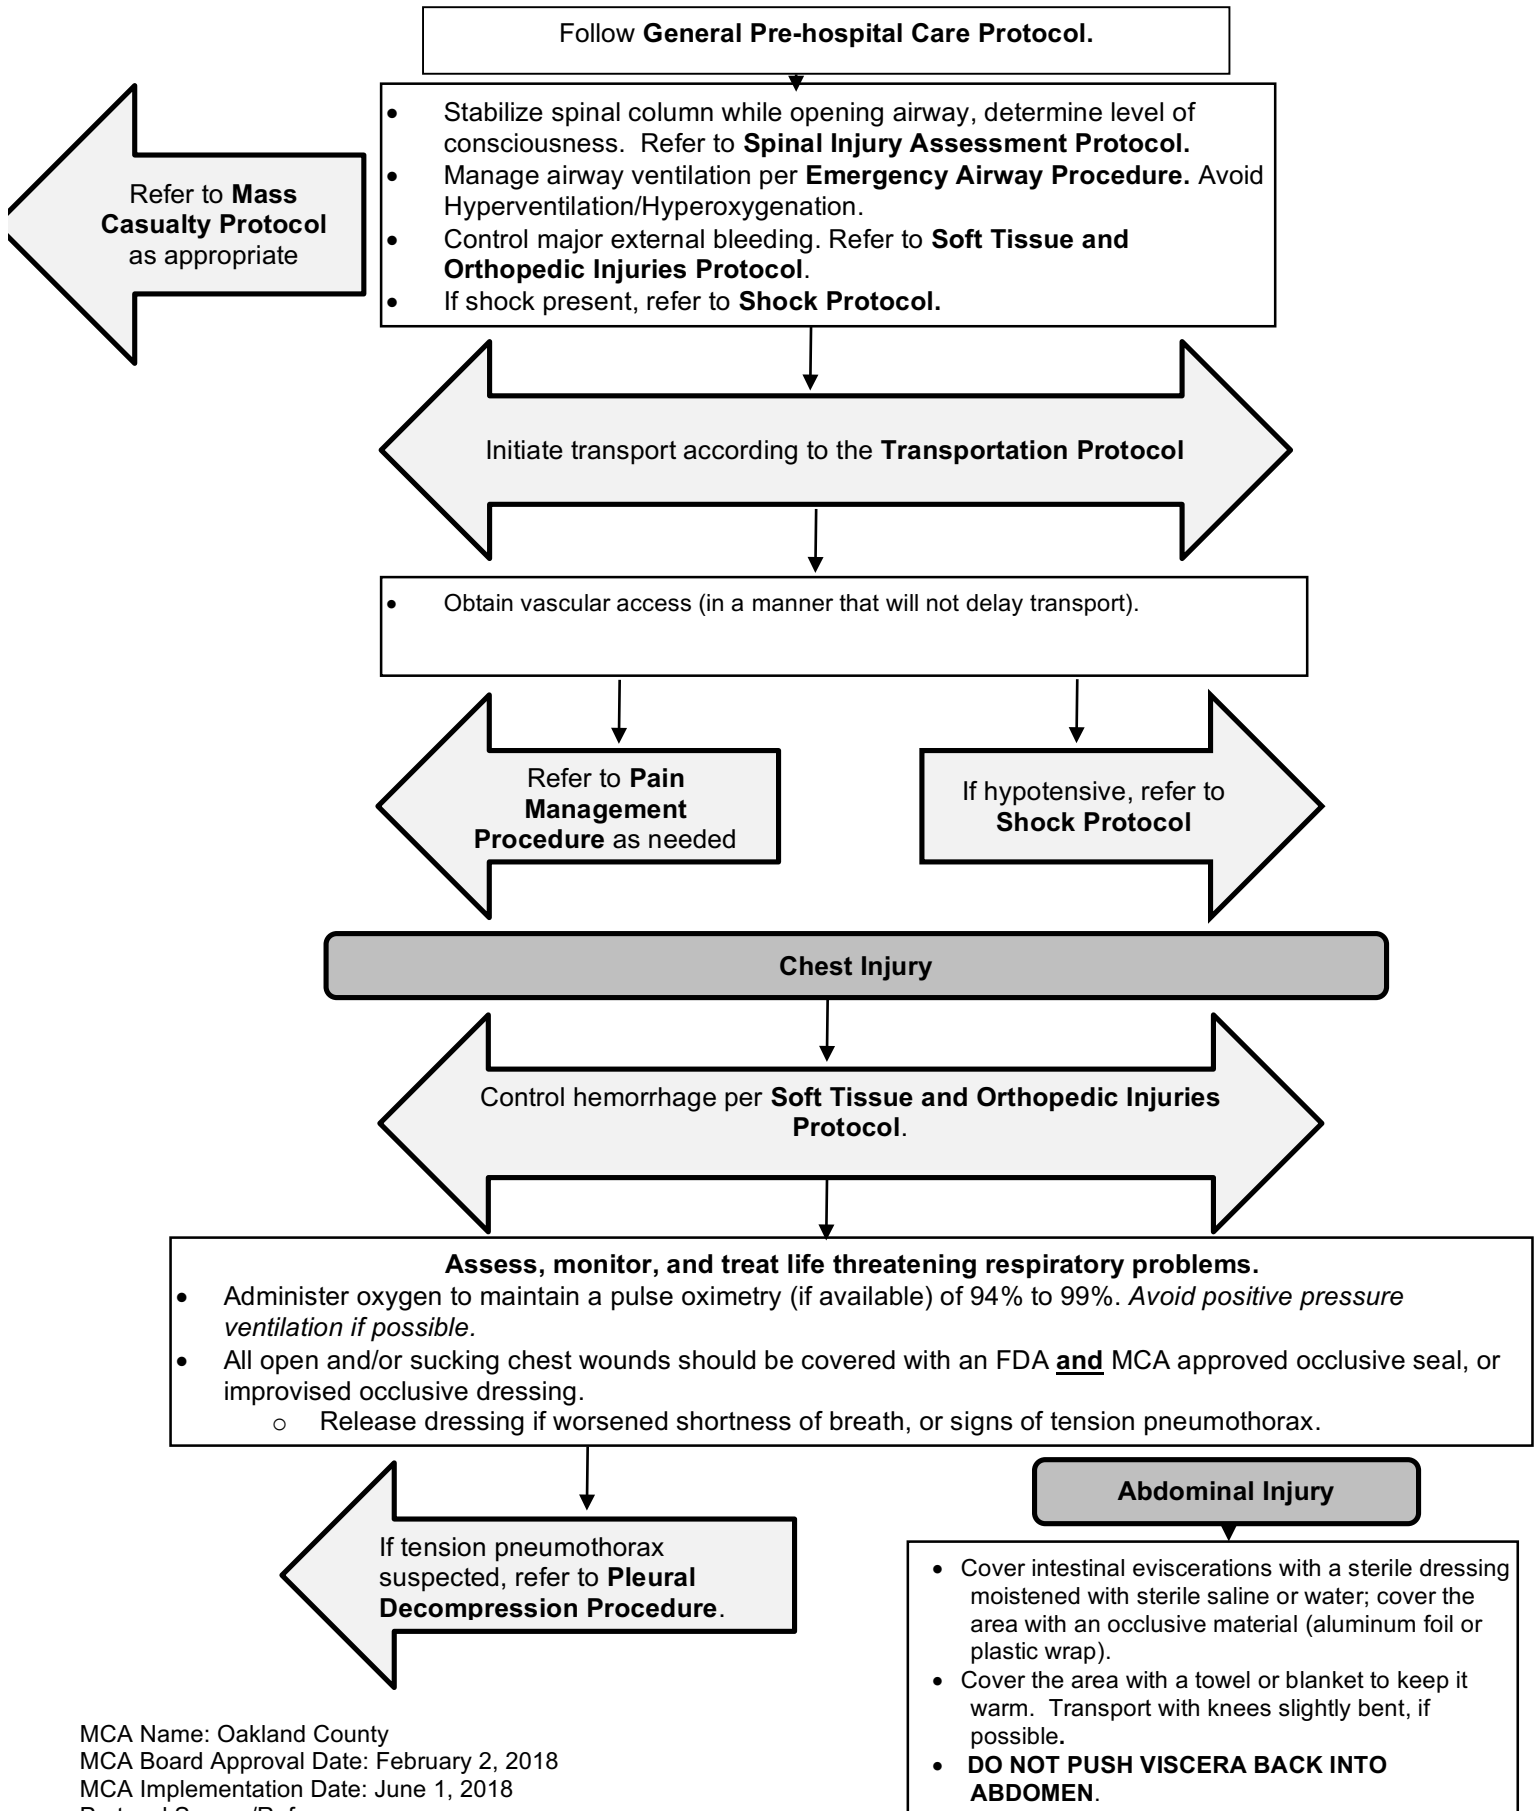 Follow General Pre-hospital Care Protocol.
• Stabilize spinal column while opening airway, determine level of
consciousness. Refer to Spinal Injury Assessment Protocol.
• Manage airway ventilation per Emergency Airway Procedure. Avoid
Hyperventilation/Hyperoxygenation.
• Control major external bleeding. Refer to Soft Tissue and
Orthopedic Injuries Protocol.
• If shock present, refer to Shock Protocol.
Refer to Mass
Casualty Protocol
as appropriate
Initiate transport according to the Transportation Protocol
• Obtain vascular access (in a manner that will not delay transport).
Refer to Pain
Management
Procedure as needed
If hypotensive, refer to
Shock Protocol
Chest Injury
Control hemorrhage per Soft Tissue and Orthopedic Injuries
Protocol.
Assess, monitor, and treat life threatening respiratory problems.
• Administer oxygen to maintain a pulse oximetry (if available) of 94% to 99%. Avoid positive pressure
ventilation if possible.
• All open and/or sucking chest wounds should be covered with an FDA and MCA approved occlusive seal, or
improvised occlusive dressing.
o Release dressing if worsened shortness of breath, or signs of tension pneumothorax.
If tension pneumothorax
suspected, refer to Pleural
Decompression Procedure.
Abdominal Injury
• Cover intestinal eviscerations with a sterile dressing
moistened with sterile saline or water; cover the
area with an occlusive material (aluminum foil or
plastic wrap).
• Cover the area with a towel or blanket to keep it
warm. Transport with knees slightly bent, if
possible.
• DO NOT PUSH VISCERA BACK INTO
ABDOMEN.
MCA Name: Oakland County
MCA Board Approval Date: February 2, 2018
MCA Implementation Date: June 1, 2018